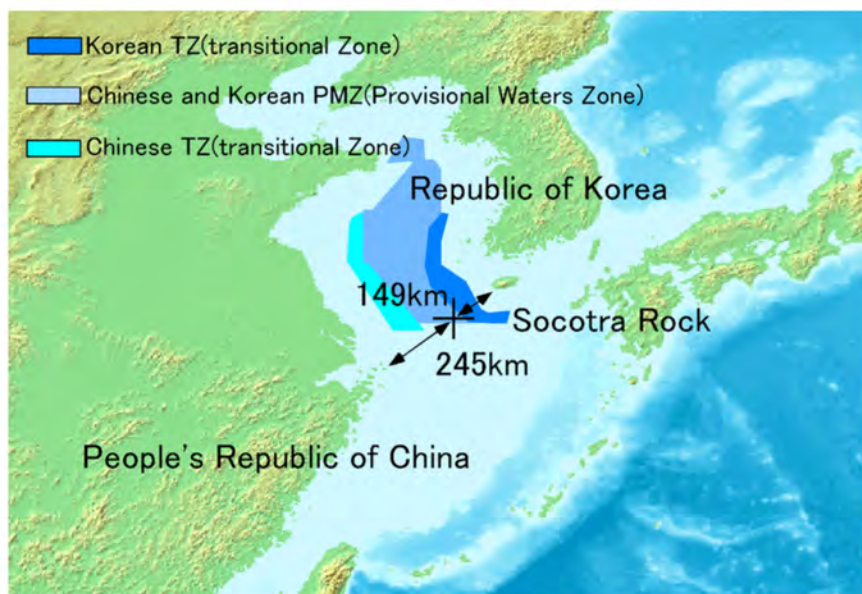 Korean TZ(transitional Zone)
Chinese and Korean PMZ(Provisional Waters Zone)
Chinese TZ(transitional Zone)
Republic of Korea
149km
Socotra Rock
245km
People's Republic of China